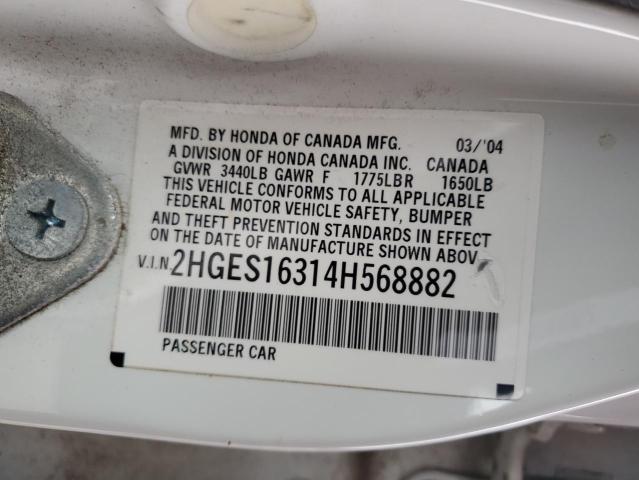 MFD. BY HONDA OF CANADA MFG. 03/'04
A DIVISION OF HONDA CANADA INC. CANADA
GVWR 3440LB GAWR F 1775LB R 1650LB
THIS VEHICLE CONFORMS TO ALL APPLICABLE
FEDERAL MOTOR VEHICLE SAFETY, BUMPER
AND THEFT PREVENTION STANDARDS IN EFFECT
ON THE DATE OF MANUFACTURE SHOWN ABOV
V.I.N 2HGES16314H568882
PASSENGER CAR